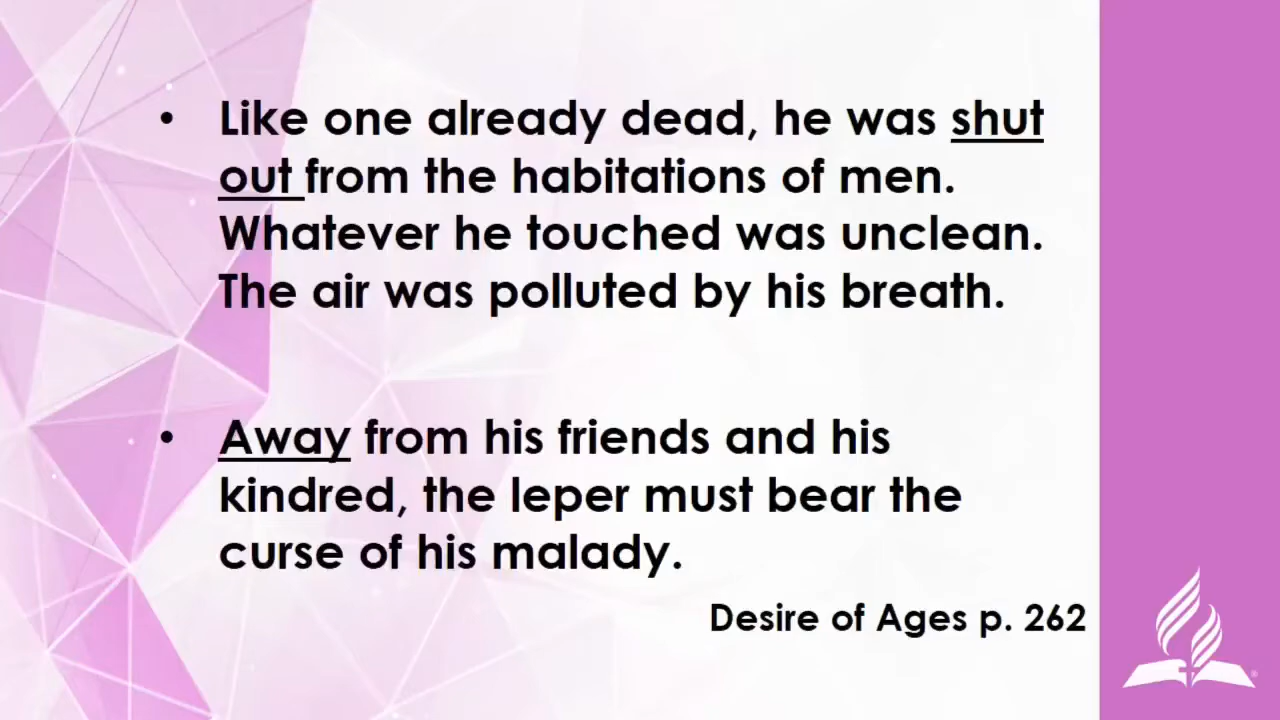 • Like one already dead, he was shut
out from the habitations of men.
Whatever he touched was unclean.
The air was polluted by his breath.
• Away from his friends and his
kindred, the leper must bear the
curse of his malady.
Desire of Ages p. 262